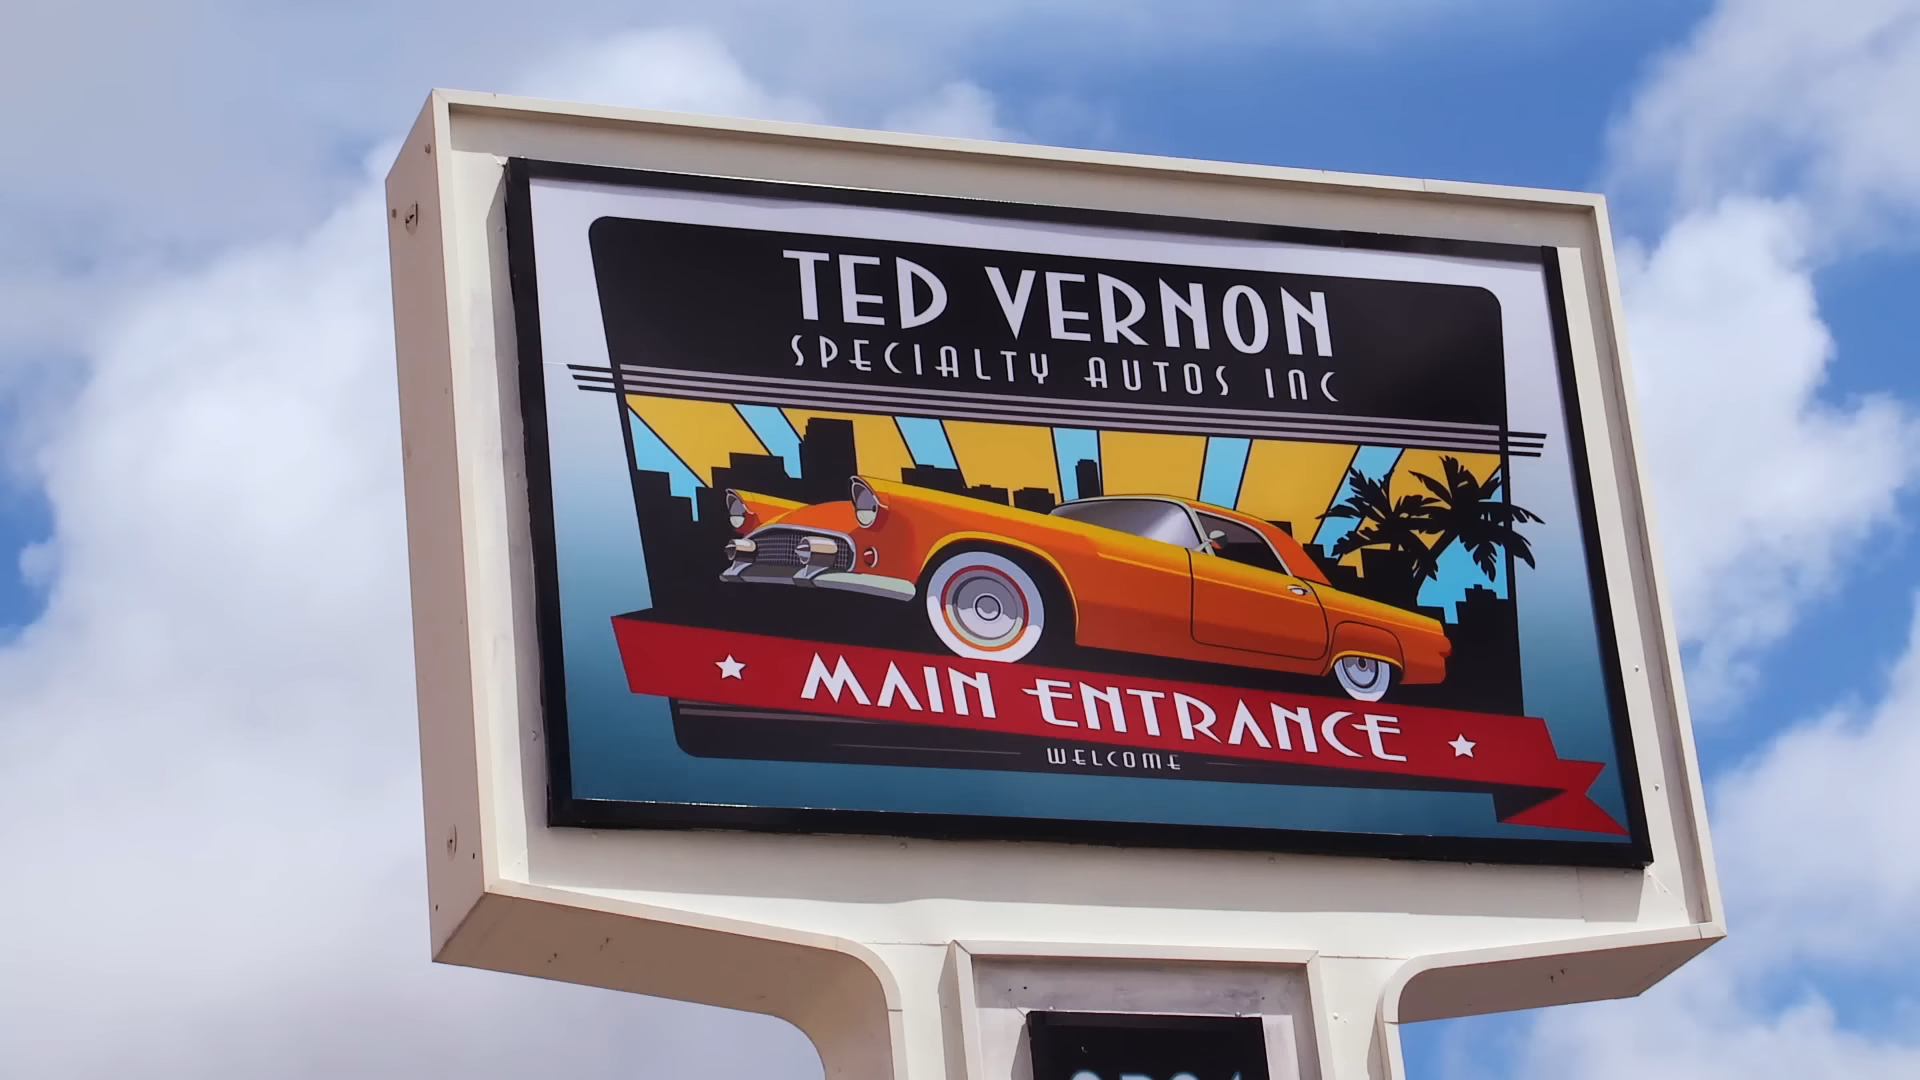 TED VERNON
SPECIALTY AUTOS INC
MAIN ENTRANCE
WELCOME